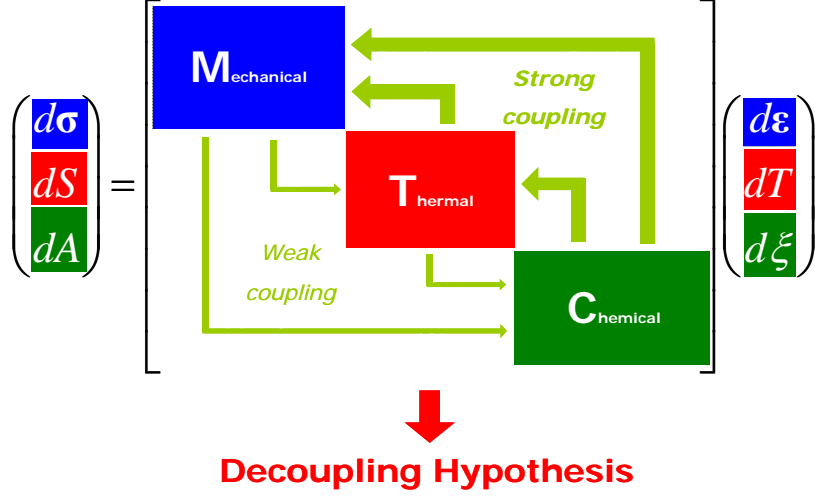 Mechanical
Strong
coupling
dσ
dS
dA
=
Thermal
dε
dT
dξ
Weak
coupling
Chemical
Decoupling Hypothesis